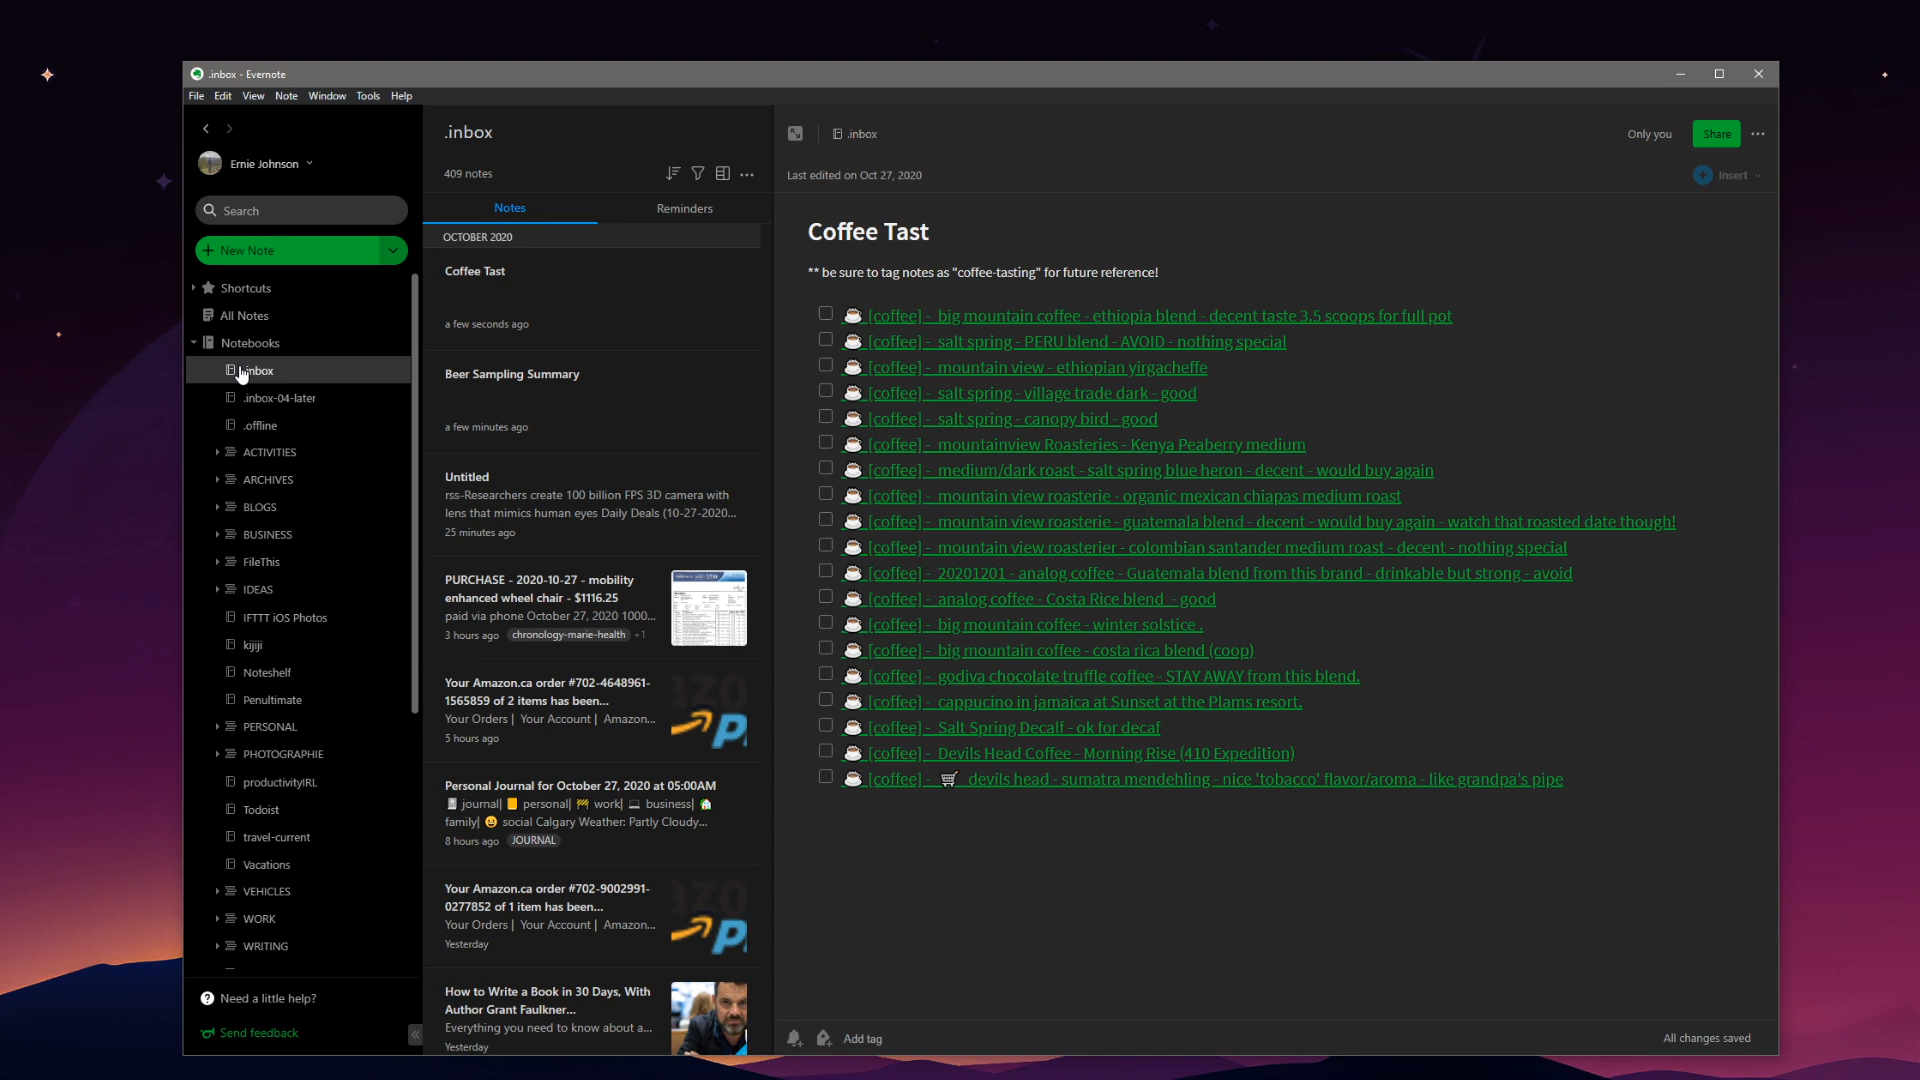 .inbox - Evernote
File Edit View Note Window Tools Help
Ernie Johnson
Search
New Note
Shortcuts
All Notes
Notebooks
.inbox
.inbox-04-later
.offline
ACTIVITIES
ARCHIVES
BLOGS
BUSINESS
FileThis
IDEAS
IFTTT iOS Photos
kijiji
Noteshelf
Penultimate
PERSONAL
PHOTOGRAPHIE
productivityIRL
Todoist
travel-current
Vacations
VEHICLES
WORK
WRITING
Need a little help?
Send feedback
.inbox
409 notes
Notes Reminders
OCTOBER 2020
Coffee Tast
a few seconds ago
Beer Sampling Summary
a few minutes ago
Untitled
rss-Researchers create 100 billion FPS 3D camera with
lens that mimics human eyes Daily Deals (10-27-2020...
25 minutes ago
PURCHASE - 2020-10-27 - mobility
enhanced wheel chair - $1116.25
paid via phone October 27, 2020 1000...
3 hours ago chronology-marie-health +1
Your Amazon.ca order #702-4648961-
1565859 of 2 items has been...
Your Orders | Your Account | Amazon...
5 hours ago
Personal Journal for October 27, 2020 at 05:00AM
📓 journal| 📒 personal| 🚧 work| 💻 business| 🏠
family| 😀 social Calgary Weather: Partly Cloudy...
8 hours ago JOURNAL
Your Amazon.ca order #702-9002991-
0277852 of 1 item has been...
Your Orders | Your Account | Amazon...
Yesterday
How to Write a Book in 30 Days, With
Author Grant Faulkner...
Everything you need to know about a...
Yesterday
.inbox
Only you Share
Last edited on Oct 27, 2020
Insert
Coffee Tast
** be sure to tag notes as "coffee-tasting" for future reference!
☕ [coffee] - big mountain coffee - ethiopia blend - decent taste 3.5 scoops for full pot
☕ [coffee] - salt spring - PERU blend - AVOID - nothing special
☕ [coffee] - mountain view - ethiopian yirgacheffe
☕ [coffee] - salt spring - village trade dark - good
☕ [coffee] - salt spring - canopy bird - good
☕ [coffee] - mountainview Roasteries - Kenya Peaberry medium
☕ [coffee] - medium/dark roast - salt spring blue heron - decent - would buy again
☕ [coffee] - mountain view roasterie - organic mexican chiapas medium roast
☕ [coffee] - mountain view roasterie - guatemala blend - decent - would buy again - watch that roasted date though!
☕ [coffee] - mountain view roasterier - colombian santander medium roast - decent - nothing special
☕ [coffee] - 20201201 - analog coffee - Guatemala blend from this brand - drinkable but strong - avoid
☕ [coffee] - analog coffee - Costa Rice blend - good
☕ [coffee] - big mountain coffee - winter solstice .
☕ [coffee] - big mountain coffee - costa rica blend (coop)
☕ [coffee] - godiva chocolate truffle coffee - STAY AWAY from this blend.
☕ [coffee] - cappucino in jamaica at Sunset at the Plams resort.
☕ [coffee] - Salt Spring Decalf - ok for decaf
☕ [coffee] - Devils Head Coffee - Morning Rise (410 Expedition)
☕ [coffee] - 🛒 devils head - sumatra mendehling - nice 'tobacco' flavor/aroma - like grandpa's pipe
Add tag
All changes saved